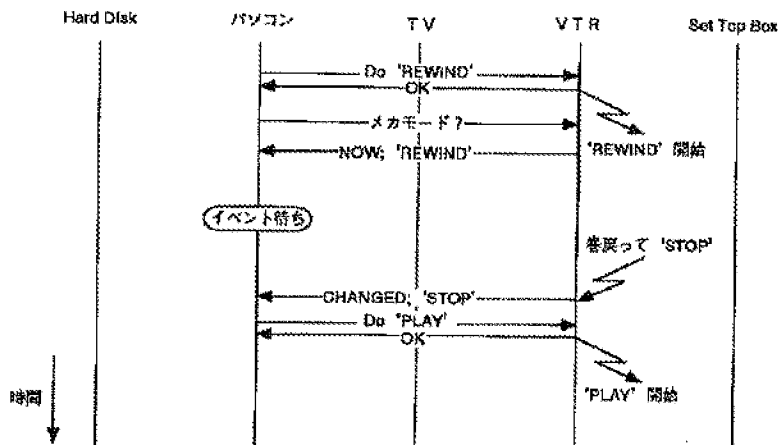 Hard Disk パソコン TV VTR Set Top Box
Do 'REWIND'
OK
メカモード?
'REWIND' 開始
NOW; 'REWIND'
イベント待ち
巻戻って 'STOP'
CHANGED; 'STOP'
Do 'PLAY'
OK
'PLAY' 開始
時間